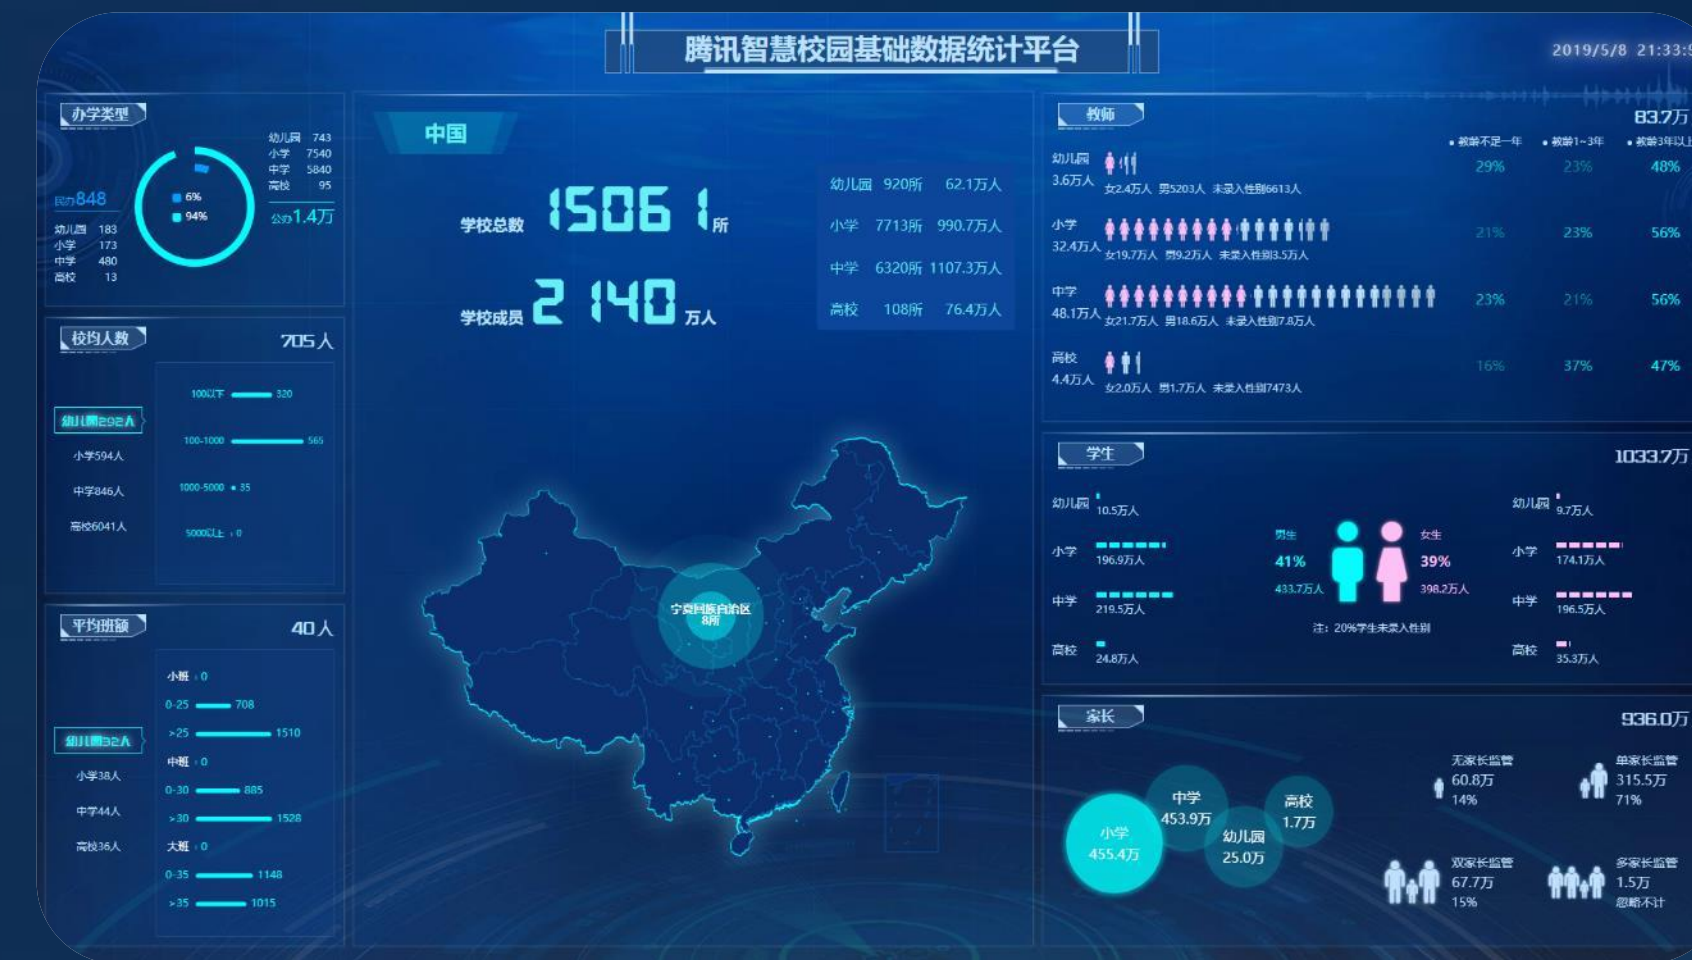 腾讯智慧校园基础数据统计平台
2019/5/8 21:33:
办学类型
幼儿园 743
小学 7540
中学 5840
高校 95
公办1.4万
民办848
幼儿园 183
小学 173
中学 480
高校 13
6%
94%
校均人数
705人
幼儿园292人
小学594人
中学846人
高校6041人
100以下 320
100-1000 565
1000-5000 35
5000以上 0
平均班额
40人
幼儿园32人
小学38人
中学44人
高校36人
小班 0
0-25 708
>25 1510
中班 0
0-30 885
>30 1528
大班 0
0-35 1148
>35 1015
中国
学校总数 15061所
学校成员 2140万人
幼儿园 920所 62.1万人
小学 7713所 990.7万人
中学 6320所 1107.3万人
高校 108所 76.4万人
宁夏回族自治区
8所
教师
83.7万
教龄不足一年 教龄1~3年 教龄3年以上
幼儿园
3.6万人
女2.4万人 男5203人 未录入性别6613人
29% 23% 48%
小学
32.4万人
女19.7万人 男9.2万人 未录入性别3.5万人
21% 23% 56%
中学
48.1万人
女21.7万人 男18.6万人 未录入性别7.8万人
23% 21% 56%
高校
4.4万人
女2.0万人 男1.7万人 未录入性别7473人
16% 37% 47%
学生
1033.7万
幼儿园
10.5万人
小学
196.9万人
中学
219.5万人
高校
24.8万人
男生
41%
433.7万人
女生
39%
398.2万人
注：20%学生未录入性别
幼儿园
9.7万人
小学
174.1万人
中学
196.5万人
高校
35.3万人
家长
936.0万
小学
455.4万
中学
453.9万
幼儿园
25.0万
高校
1.7万
无家长监管
60.8万
14%
单家长监管
315.5万
71%
双家长监管
67.7万
15%
多家长监管
1.5万
忽略不计